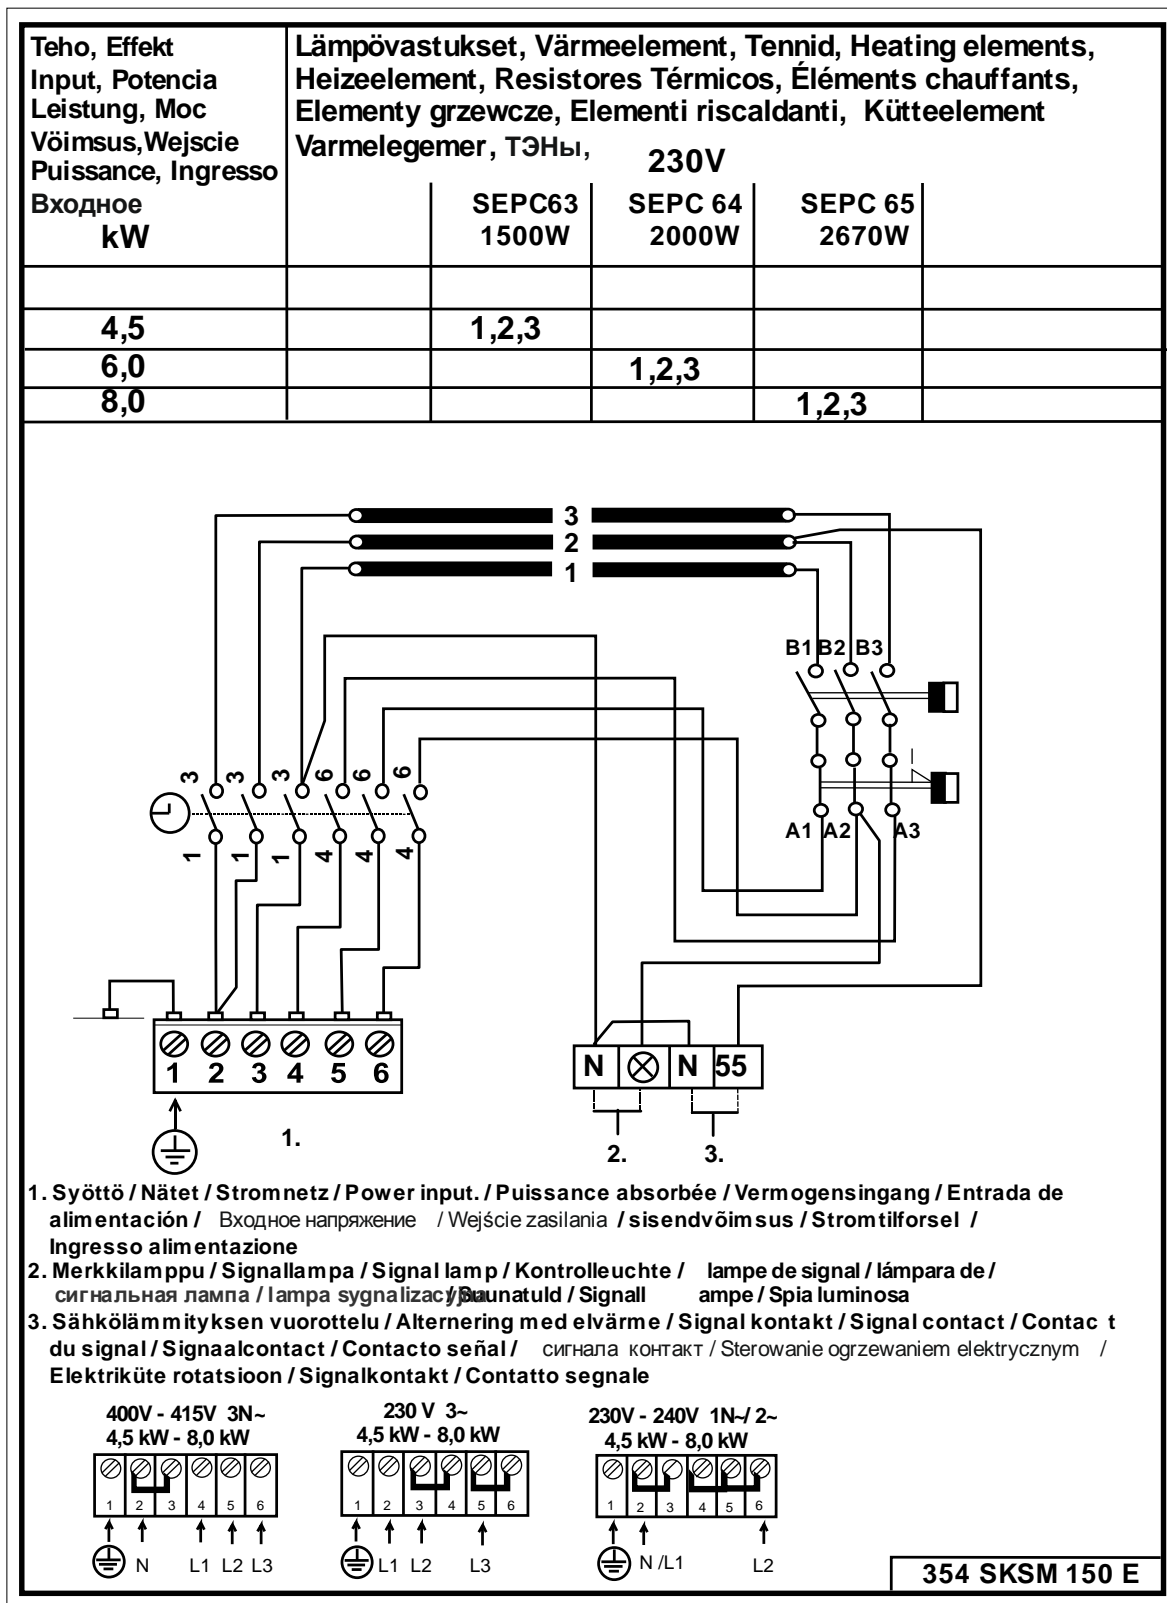 Teho, Effekt
Input, Potencia
Leistung, Moc
Vöimsus,Wejscie
Puissance, Ingresso
Входное
kW
Lämpövastukset, Värmeelement, Tennid, Heating elements,
Heizeelement, Resistores Térmicos, Éléments chauffants,
Elementy grzewcze, Elementi riscaldanti, Kütteelement
Varmelegemer, ТЭНы,
230V
SEPC63 SEPC 64 SEPC 65
1500W 2000W 2670W
4,5 1,2,3
6,0 1,2,3
8,0 1,2,3
3
2
1
B1 B2 B3
3 3 3 6 6 6
1 1 1 4 4 4
A1 A2 A3
1 2 3 4 5 6
N N 55
1. 2. 3.
1. Syöttö / Nätet / Stromnetz / Power input. / Puissance absorbée / Vermogensingang / Entrada de
alimentación / Входное напряжение / Wejście zasilania / sisendvõimsus / Stromtilforsel /
Ingresso alimentazione
2. Merkkilamppu / Signallampa / Signal lamp / Kontrolleuchte / lampe de signal / lámpara de /
сигнальная лампа / lampa sygnalizacyjna / Suunatuld / Signall ampe / Spia luminosa
3. Sähkölämmityksen vuorottelu / Alternering med elvärme / Signal kontakt / Signal contact / Contac t
du signal / Signaalcontact / Contacto señal / сигнала контакт / Sterowanie ogrzewaniem elektrycznym /
Elektriküte rotatsioon / Signalkontakt / Contatto segnale
400V - 415V 3N~
4,5 kW - 8,0 kW
1 2 3 4 5 6
N L1 L2 L3
230 V 3~
4,5 kW - 8,0 kW
1 2 3 4 5 6
L1 L2 L3
230V - 240V 1N~/ 2~
4,5 kW - 8,0 kW
1 2 3 4 5 6
N /L1 L2
354 SKSM 150 E